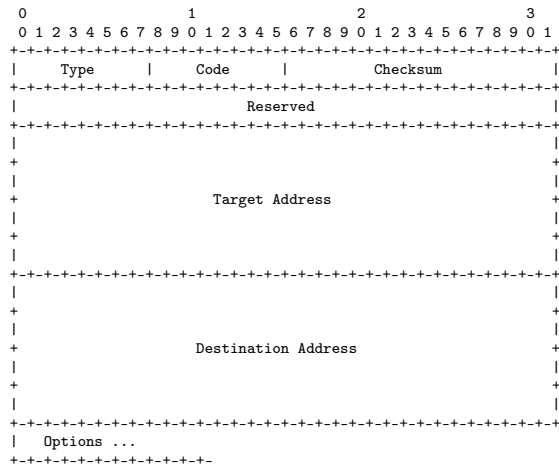 0                   1                   2                   3
0 1 2 3 4 5 6 7 8 9 0 1 2 3 4 5 6 7 8 9 0 1 2 3 4 5 6 7 8 9 0 1
+-+-+-+-+-+-+-+-+-+-+-+-+-+-+-+-+-+-+-+-+-+-+-+-+-+-+-+-+-+-+-+-+
|     Type      |     Code      |          Checksum             |
+-+-+-+-+-+-+-+-+-+-+-+-+-+-+-+-+-+-+-+-+-+-+-+-+-+-+-+-+-+-+-+-+
|                           Reserved                            |
+-+-+-+-+-+-+-+-+-+-+-+-+-+-+-+-+-+-+-+-+-+-+-+-+-+-+-+-+-+-+-+-+
|                                                               |
+                                                               +
|                                                               |
+                       Target Address                          +
|                                                               |
+                                                               +
|                                                               |
+-+-+-+-+-+-+-+-+-+-+-+-+-+-+-+-+-+-+-+-+-+-+-+-+-+-+-+-+-+-+-+-+
|                                                               |
+                                                               +
|                                                               |
+                     Destination Address                       +
|                                                               |
+                                                               +
|                                                               |
+-+-+-+-+-+-+-+-+-+-+-+-+-+-+-+-+-+-+-+-+-+-+-+-+-+-+-+-+-+-+-+-+
|   Options ...
+-+-+-+-+-+-+-+-+-+-+-+-